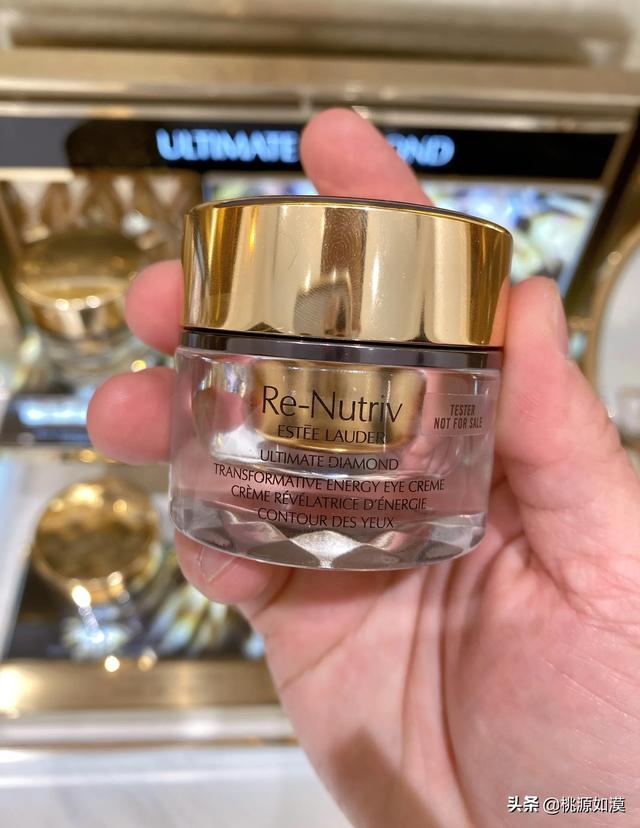 ULTIMATE DIAMOND
Re-Nutriv
ESTĒE LAUDER
TESTER
NOT FOR SALE
ULTIMATE DIAMOND
TRANSFORMATIVE ENERGY EYE CREME
CRÈME RÉVÉLATRICE D'ÉNERGIE
CONTOUR DES YEUX
头条 @桃源如漠